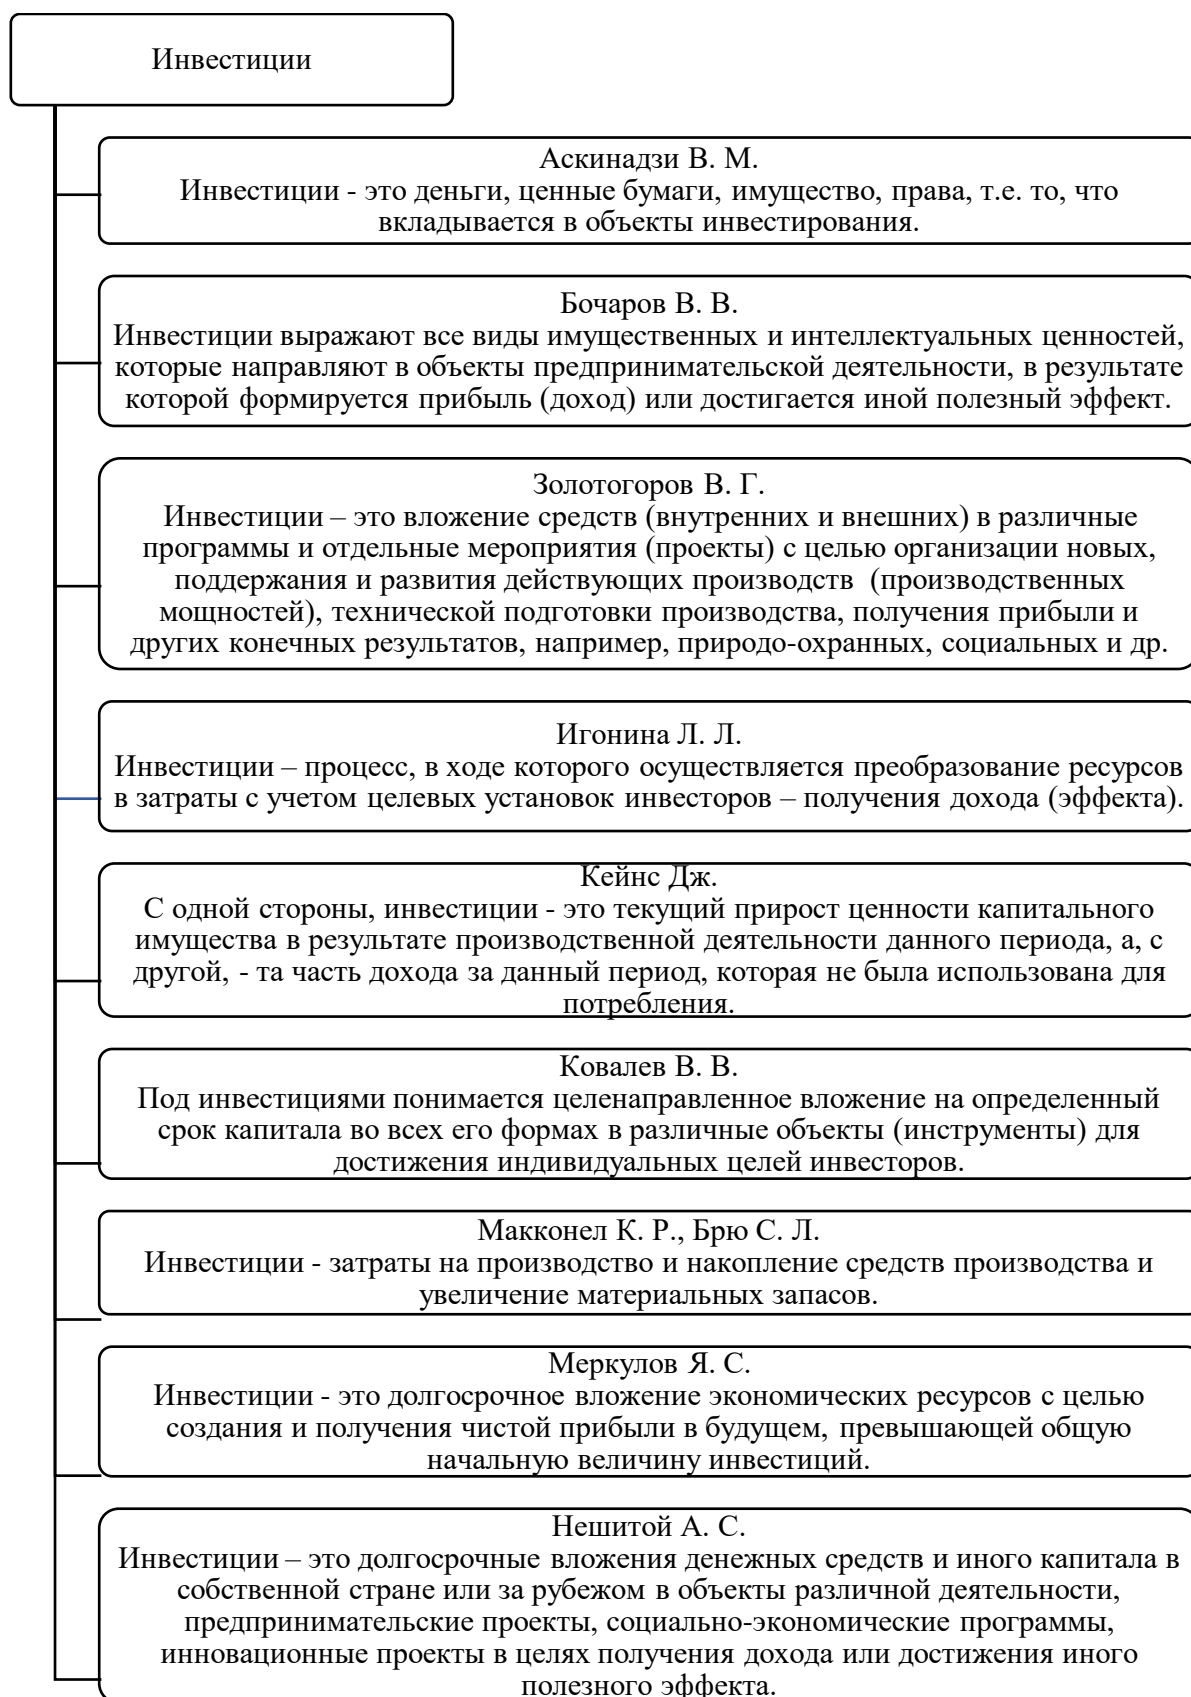 Инвестиции
Аскинадзи В. М.
Инвестиции - это деньги, ценные бумаги, имущество, права, т.е. то, что
вкладывается в объекты инвестирования.
Бочаров В. В.
Инвестиции выражают все виды имущественных и интеллектуальных ценностей,
которые направляют в объекты предпринимательской деятельности, в результате
которой формируется прибыль (доход) или достигается иной полезный эффект.
Золотогоров В. Г.
Инвестиции – это вложение средств (внутренних и внешних) в различные
программы и отдельные мероприятия (проекты) с целью организации новых,
поддержания и развития действующих производств (производственных
мощностей), технической подготовки производства, получения прибыли и
других конечных результатов, например, природо-охранных, социальных и др.
Игонина Л. Л.
Инвестиции – процесс, в ходе которого осуществляется преобразование ресурсов
в затраты с учетом целевых установок инвесторов – получения дохода (эффекта).
Кейнс Дж.
С одной стороны, инвестиции - это текущий прирост ценности капитального
имущества в результате производственной деятельности данного периода, а, с
другой, - та часть дохода за данный период, которая не была использована для
потребления.
Ковалев В. В.
Под инвестициями понимается целенаправленное вложение на определенный
срок капитала во всех его формах в различные объекты (инструменты) для
достижения индивидуальных целей инвесторов.
Макконел К. Р., Брю С. Л.
Инвестиции - затраты на производство и накопление средств производства и
увеличение материальных запасов.
Меркулов Я. С.
Инвестиции - это долгосрочное вложение экономических ресурсов с целью
создания и получения чистой прибыли в будущем, превышающей общую
начальную величину инвестиций.
Нешитой А. С.
Инвестиции – это долгосрочные вложения денежных средств и иного капитала в
собственной стране или за рубежом в объекты различной деятельности,
предпринимательские проекты, социально-экономические программы,
инновационные проекты в целях получения дохода или достижения иного
полезного эффекта.